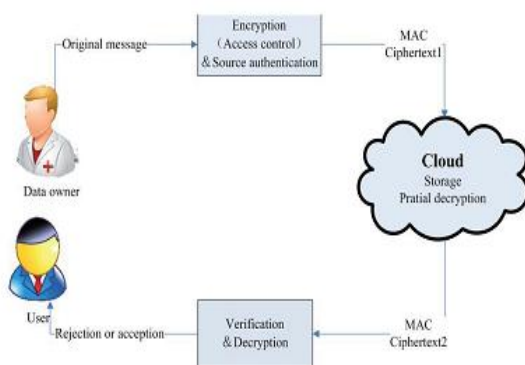 Original message
Encryption
(Access control)
& Source authentication
MAC
Ciphertext1
Data owner
Cloud
Storage
Pratial decryption
User
Rejection or acception
Verification
& Decryption
MAC
Ciphertext2